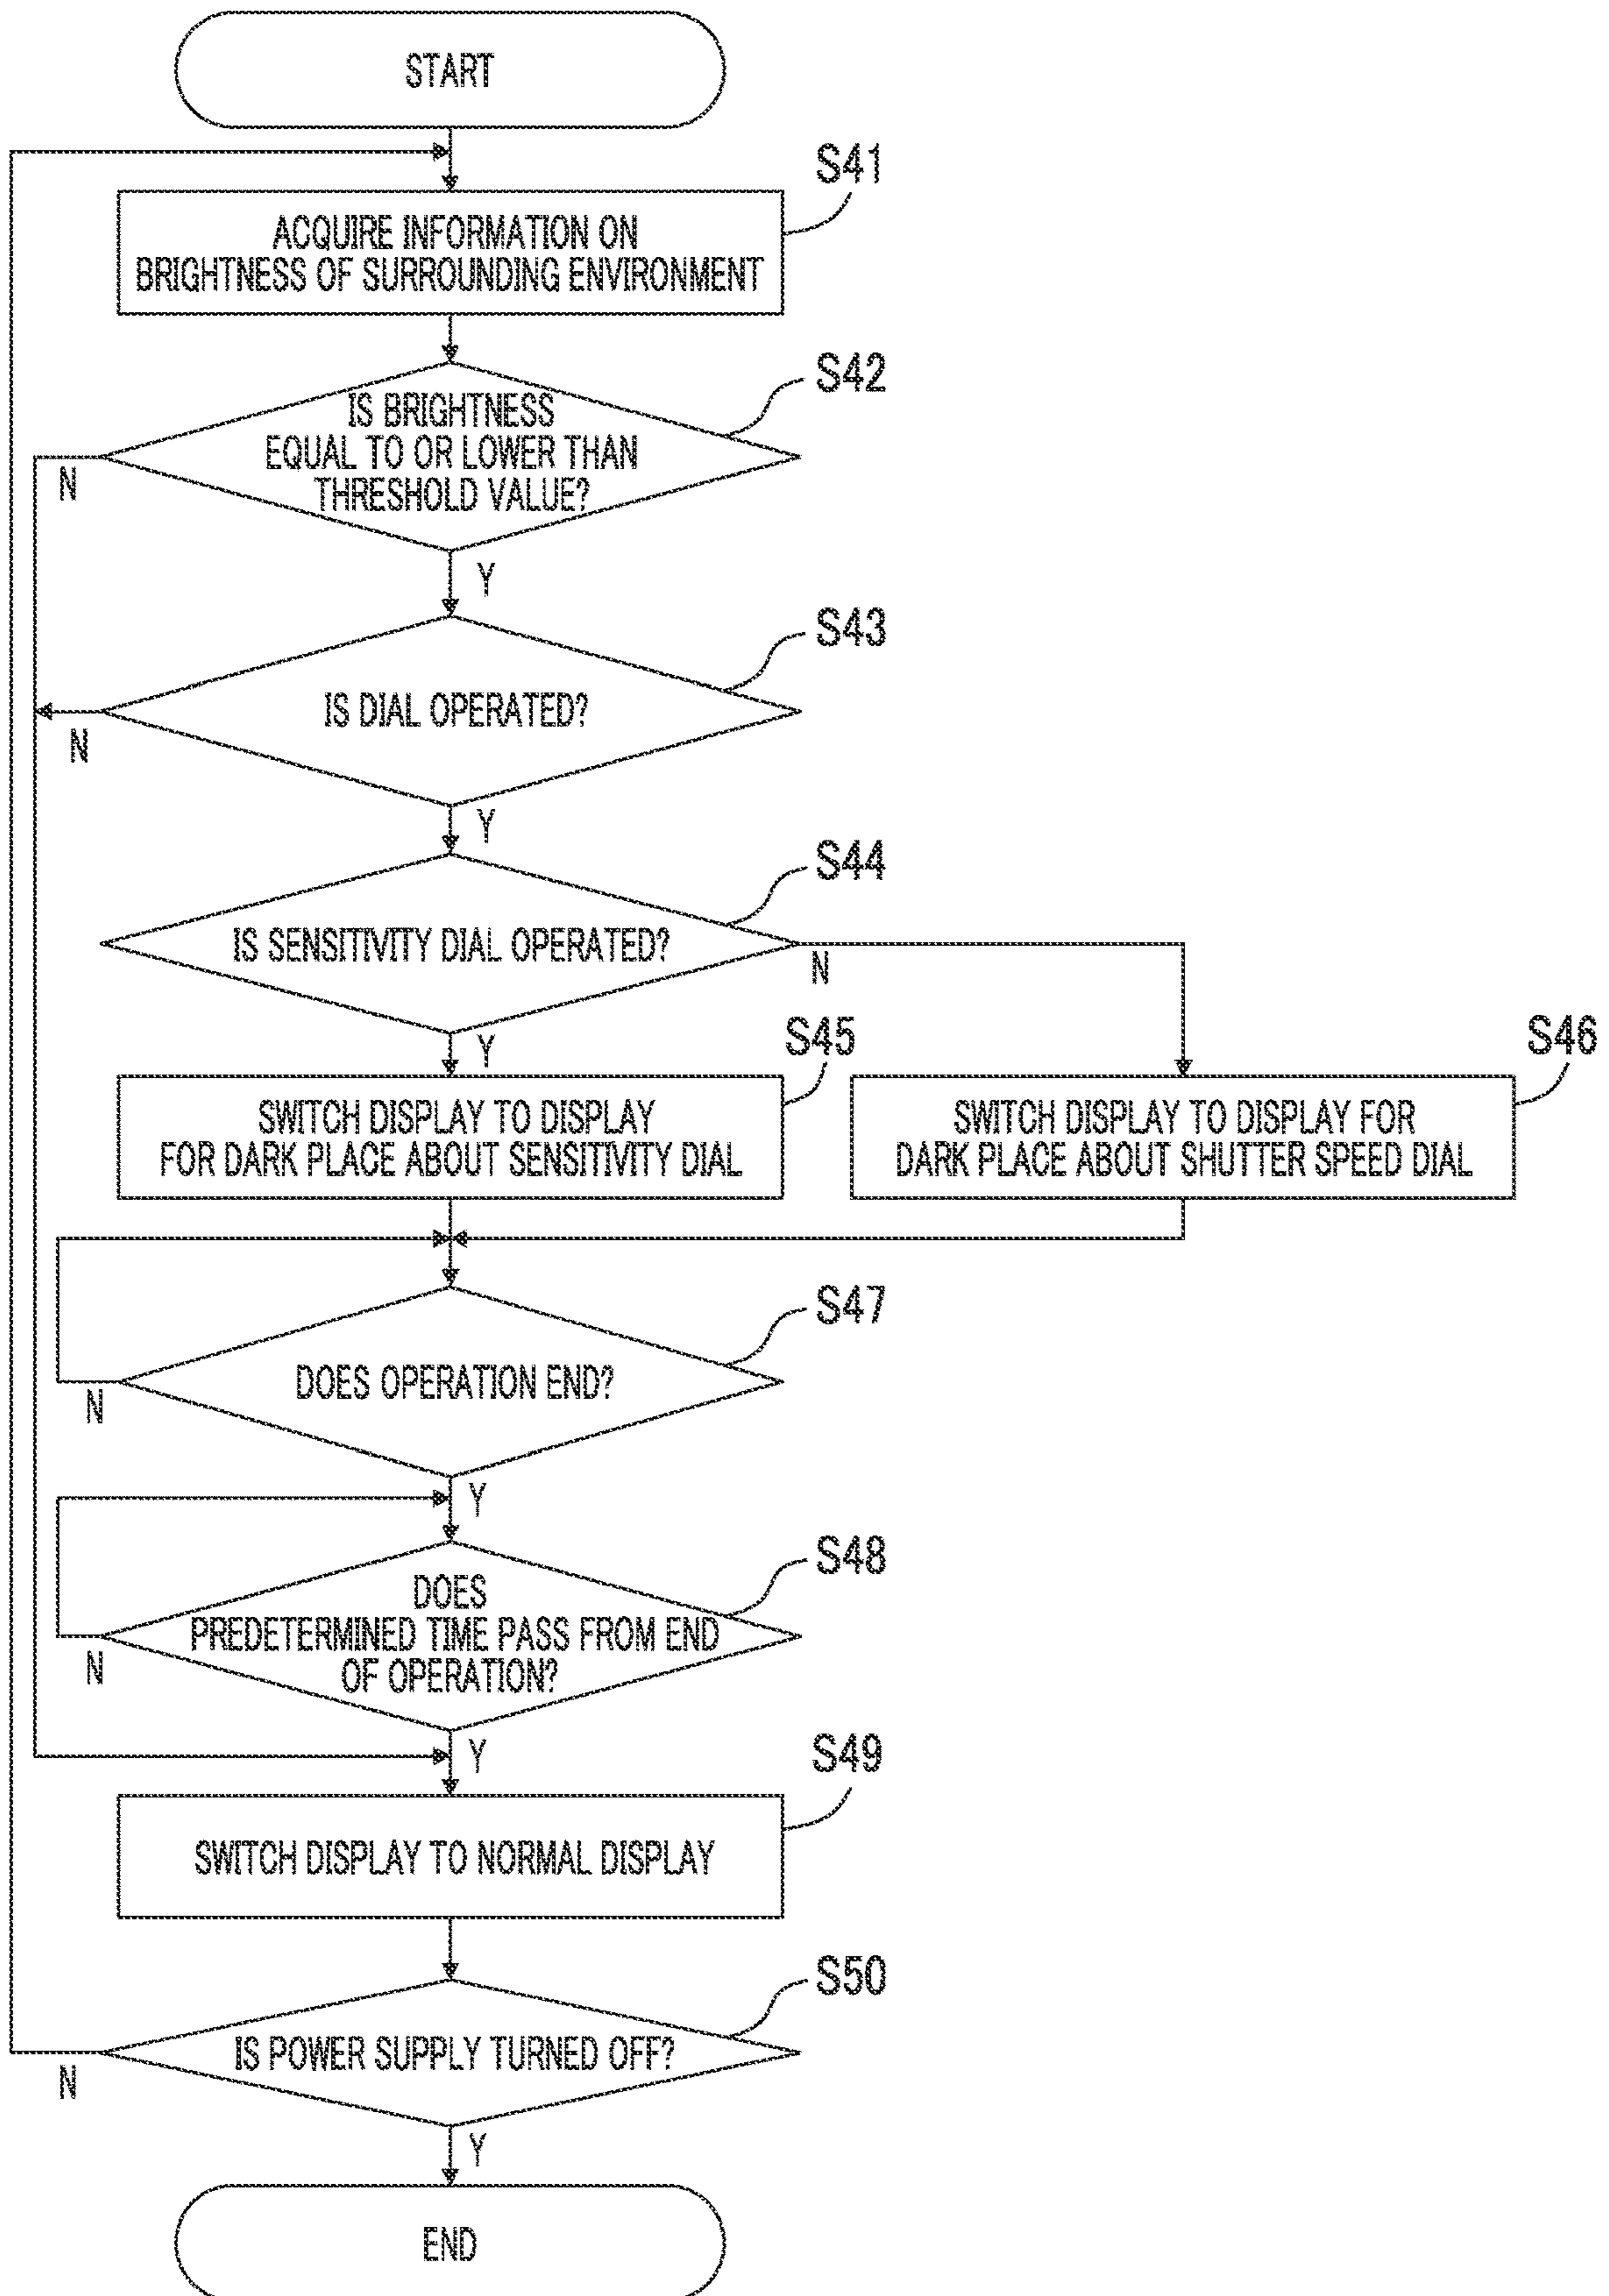 START
S41
ACQUIRE INFORMATION ON
BRIGHTNESS OF SURROUNDING ENVIRONMENT
S42
IS BRIGHTNESS
EQUAL TO OR LOWER THAN
THRESHOLD VALUE?
N
Y
S43
IS DIAL OPERATED?
N
Y
S44
IS SENSITIVITY DIAL OPERATED?
N
Y
S45
SWITCH DISPLAY TO DISPLAY
FOR DARK PLACE ABOUT SENSITIVITY DIAL
S46
SWITCH DISPLAY TO DISPLAY FOR
DARK PLACE ABOUT SHUTTER SPEED DIAL
S47
DOES OPERATION END?
N
Y
S48
DOES
PREDETERMINED TIME PASS FROM END
OF OPERATION?
N
Y
S49
SWITCH DISPLAY TO NORMAL DISPLAY
S50
IS POWER SUPPLY TURNED OFF?
N
Y
END